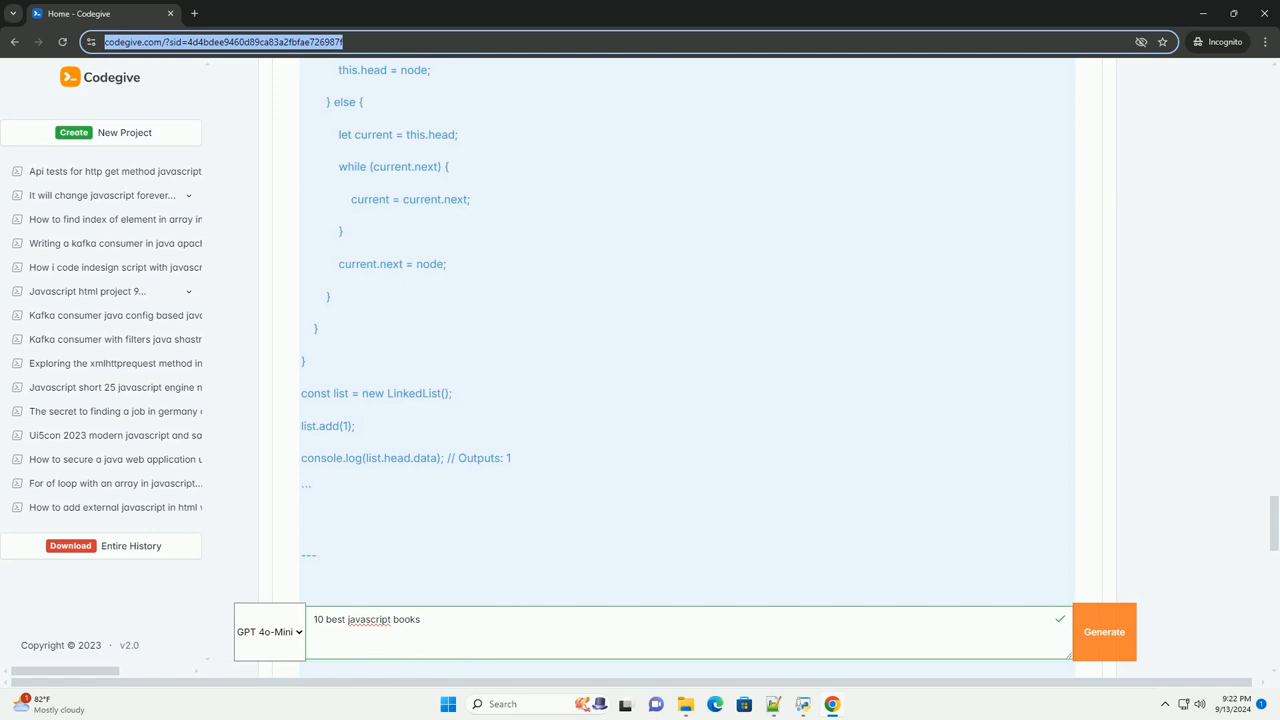 Home - Codegive
codegive.com/?sid=4d4bdee9460d89ca83a2fbfae726987f
Incognito
Codegive
Create New Project
Api tests for http get method javascript
It will change javascript forever...
How to find index of element in array in
Writing a kafka consumer in java apac
How i code indesign script with javascr
Javascript html project 9...
Kafka consumer java config based java
Kafka consumer with filters java shastr
Exploring the xmlhttprequest method in
Javascript short 25 javascript engine n
The secret to finding a job in germany
Ui5con 2023 modern javascript and sa
How to secure a java web application
For of loop with an array in javascript...
How to add external javascript in html
Download Entire History
Copyright © 2023 · v2.0
this.head = node;
} else {
let current = this.head;
while (current.next) {
current = current.next;
}
current.next = node;
}
}
}
const list = new LinkedList();
list.add(1);
console.log(list.head.data); // Outputs: 1
```
---
GPT 4o-Mini
10 best javascript books
Generate
1
82°F
Mostly cloudy
Search
9:22 PM
9/13/2024